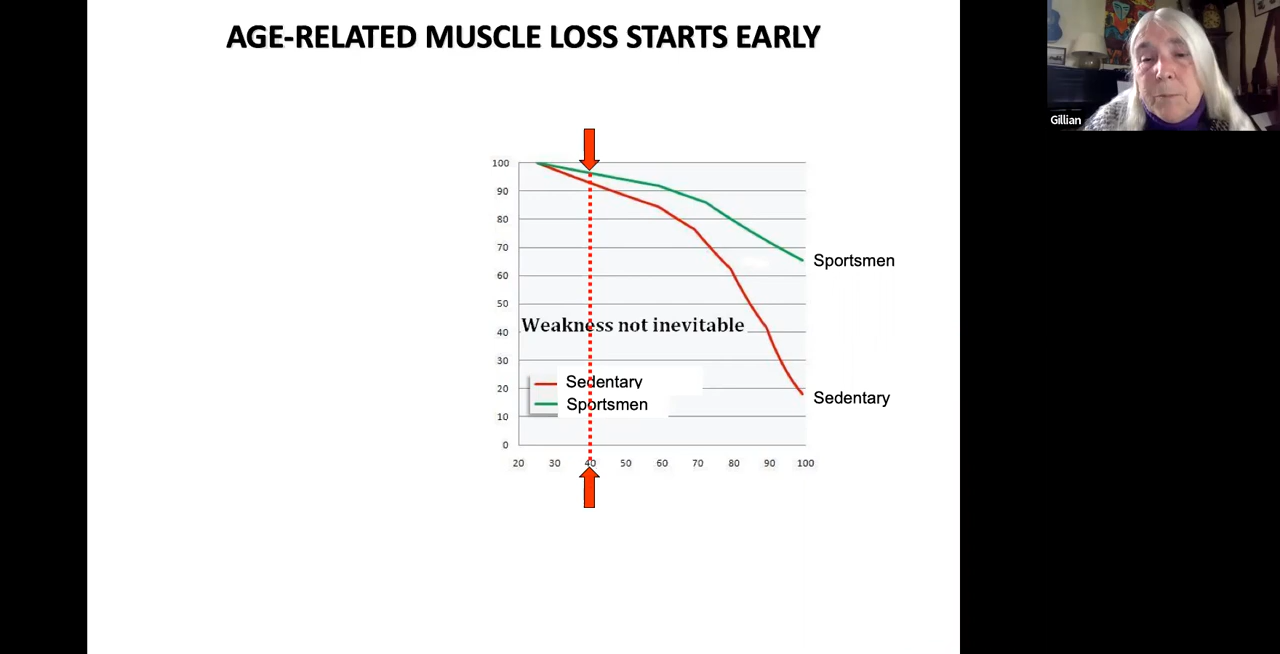 AGE-RELATED MUSCLE LOSS STARTS EARLY
Gillian
100
90
80
70
60
50
40
30
20
10
0
Sportsmen
Weakness not inevitable
Sedentary
Sportsmen
Sedentary
20 30 40 50 60 70 80 90 100